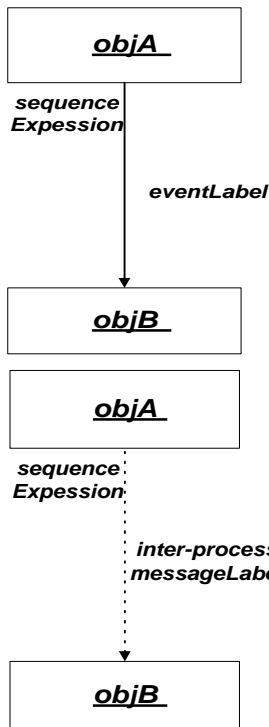 objA
sequence
Expession
eventLabel
objB
objA
sequence
Expession
inter-process
messageLabe
objB